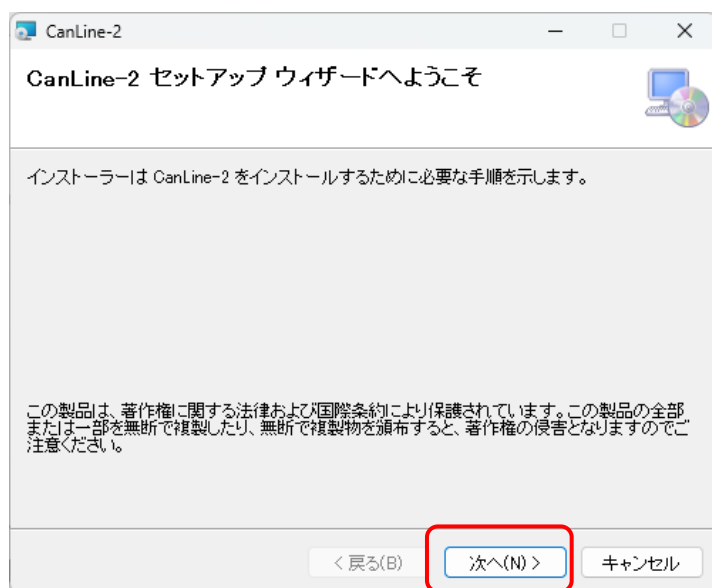 CanLine-2
CanLine-2 セットアップ ウィザードへようこそ
インストーラーは CanLine-2 をインストールするために必要な手順を示します。
この製品は、著作権に関する法律および国際条約により保護されています。この製品の全部
または一部を無断で複製したり、無断で複製物を頒布すると、著作権の侵害となりますのでご
注意ください。
< 戻る(B)
次へ(N) >
キャンセル